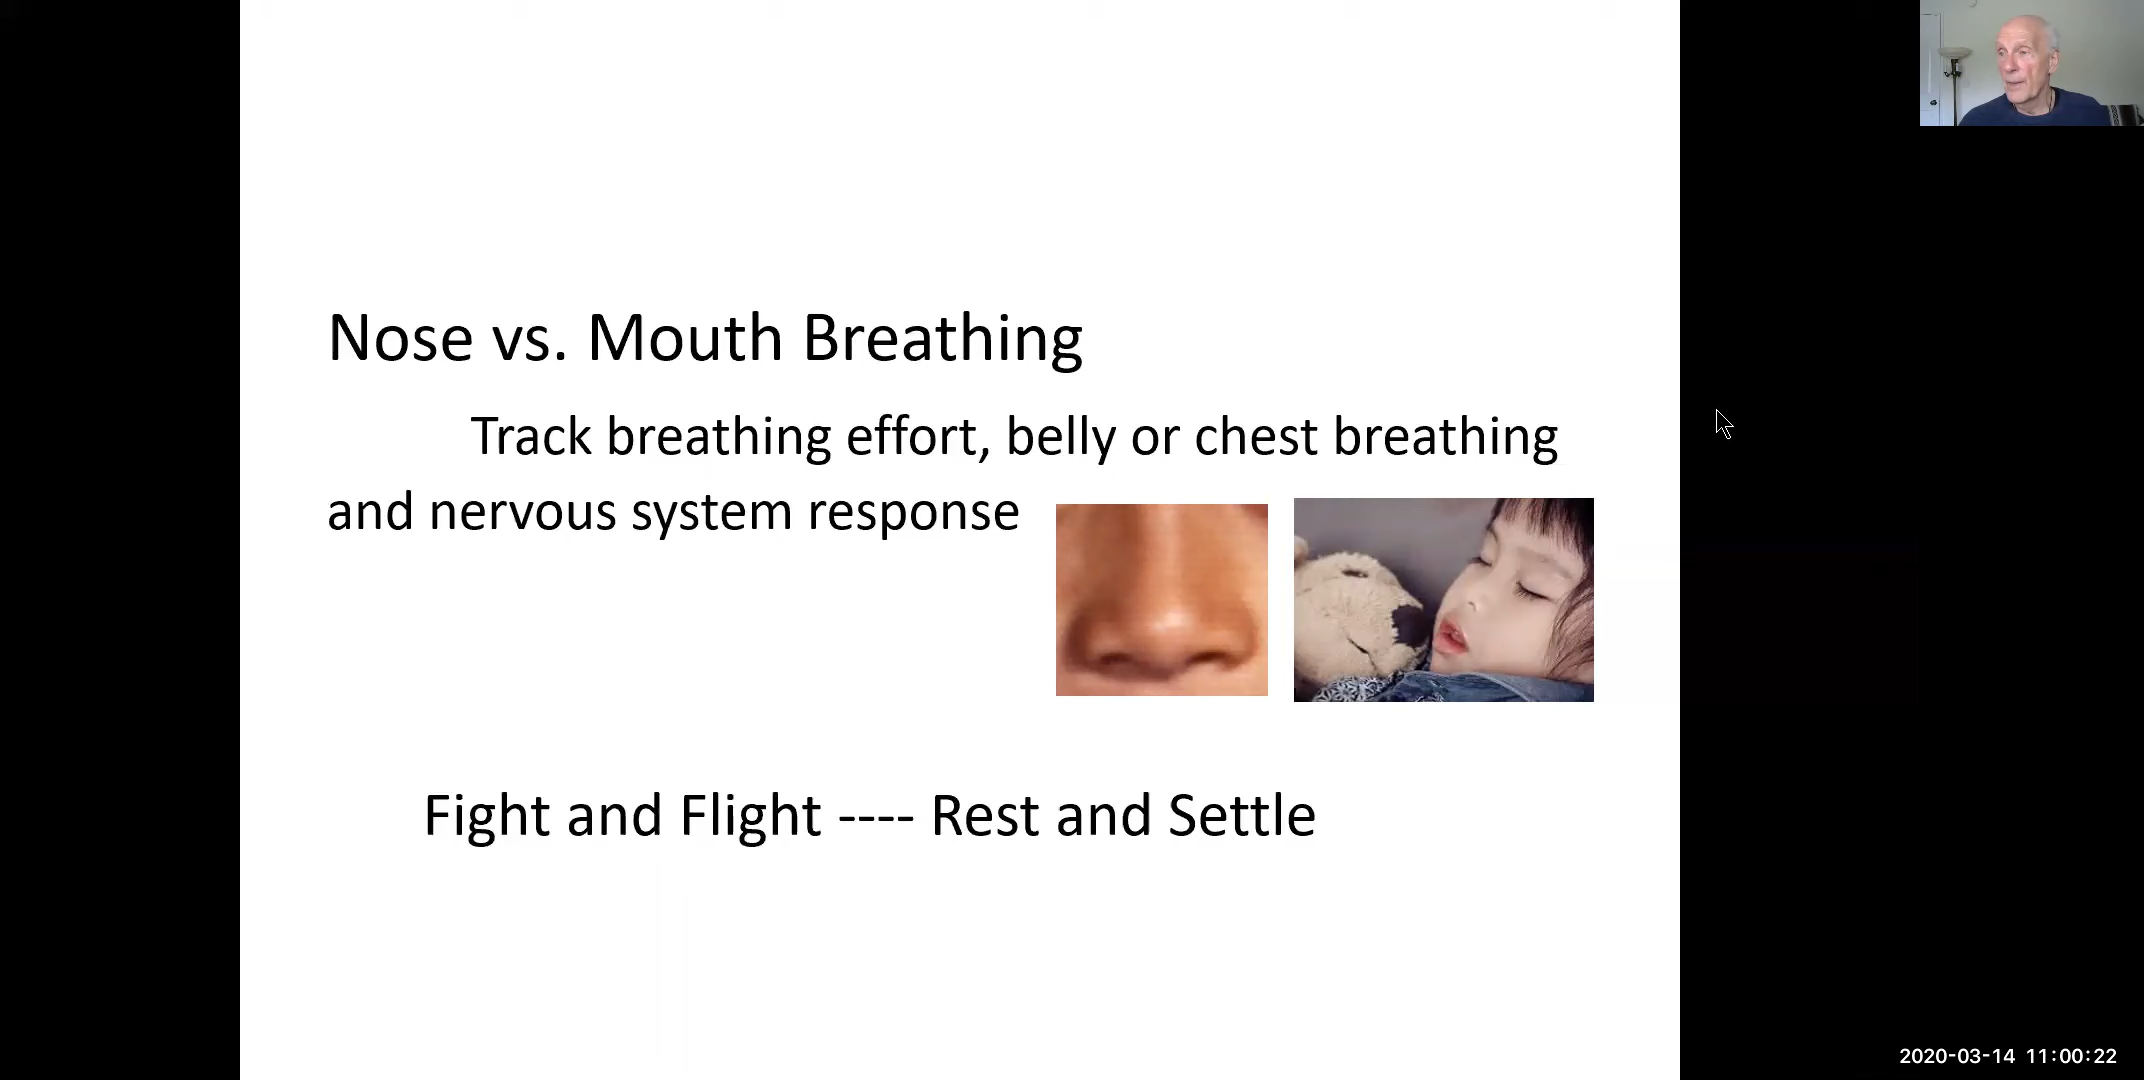 Nose vs. Mouth Breathing
Track breathing effort, belly or chest breathing
and nervous system response
Fight and Flight ---- Rest and Settle
2020-03-14 11:00:22